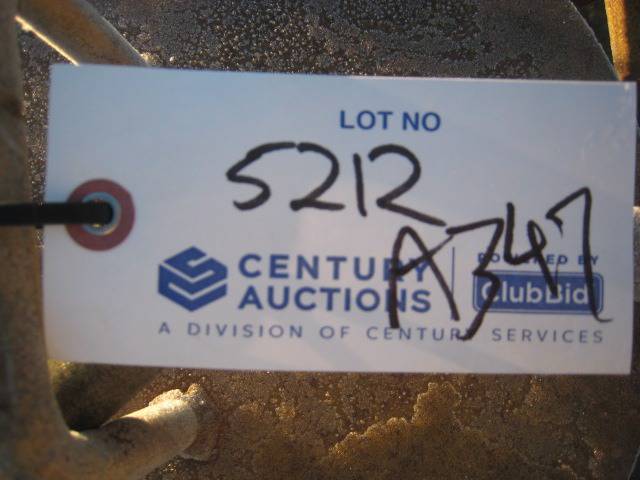 LOT NO
5212
A347
CENTURY AUCTIONS
POWERED BY
ClubBid
A DIVISION OF CENTURY SERVICES